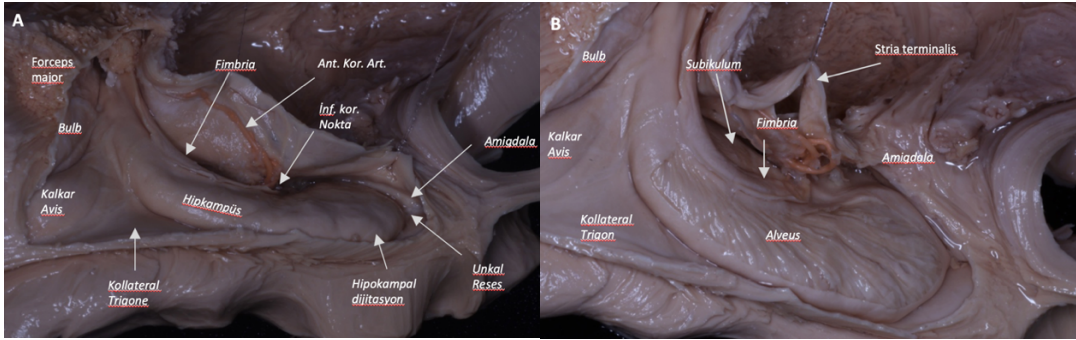 A
Forceps
major
Fimbria
Ant. Kor. Art.
İnf. kor.
Nokta
Bulb
Amigdala
Kalkar
Avis
Hipkampüs
Kollateral
Trigone
Hipokampal
dijitasyon
Unkal
Reses
B
Bulb
Subikulum
Stria terminalis
Fimbria
Kalkar
Avis
Amigdala
Kollateral
Trigon
Alveus